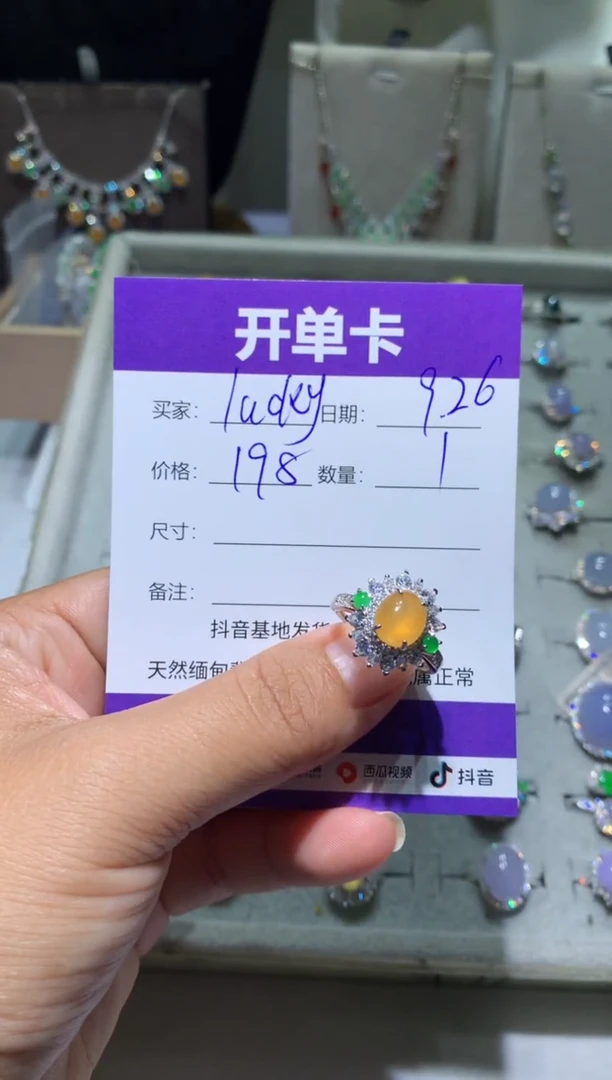 开单卡
买家: lucky 日期: 9.26
价格: 198 数量: 1
尺寸:
备注:
抖音基地发货
天然缅甸 属正常
西瓜视频 抖音